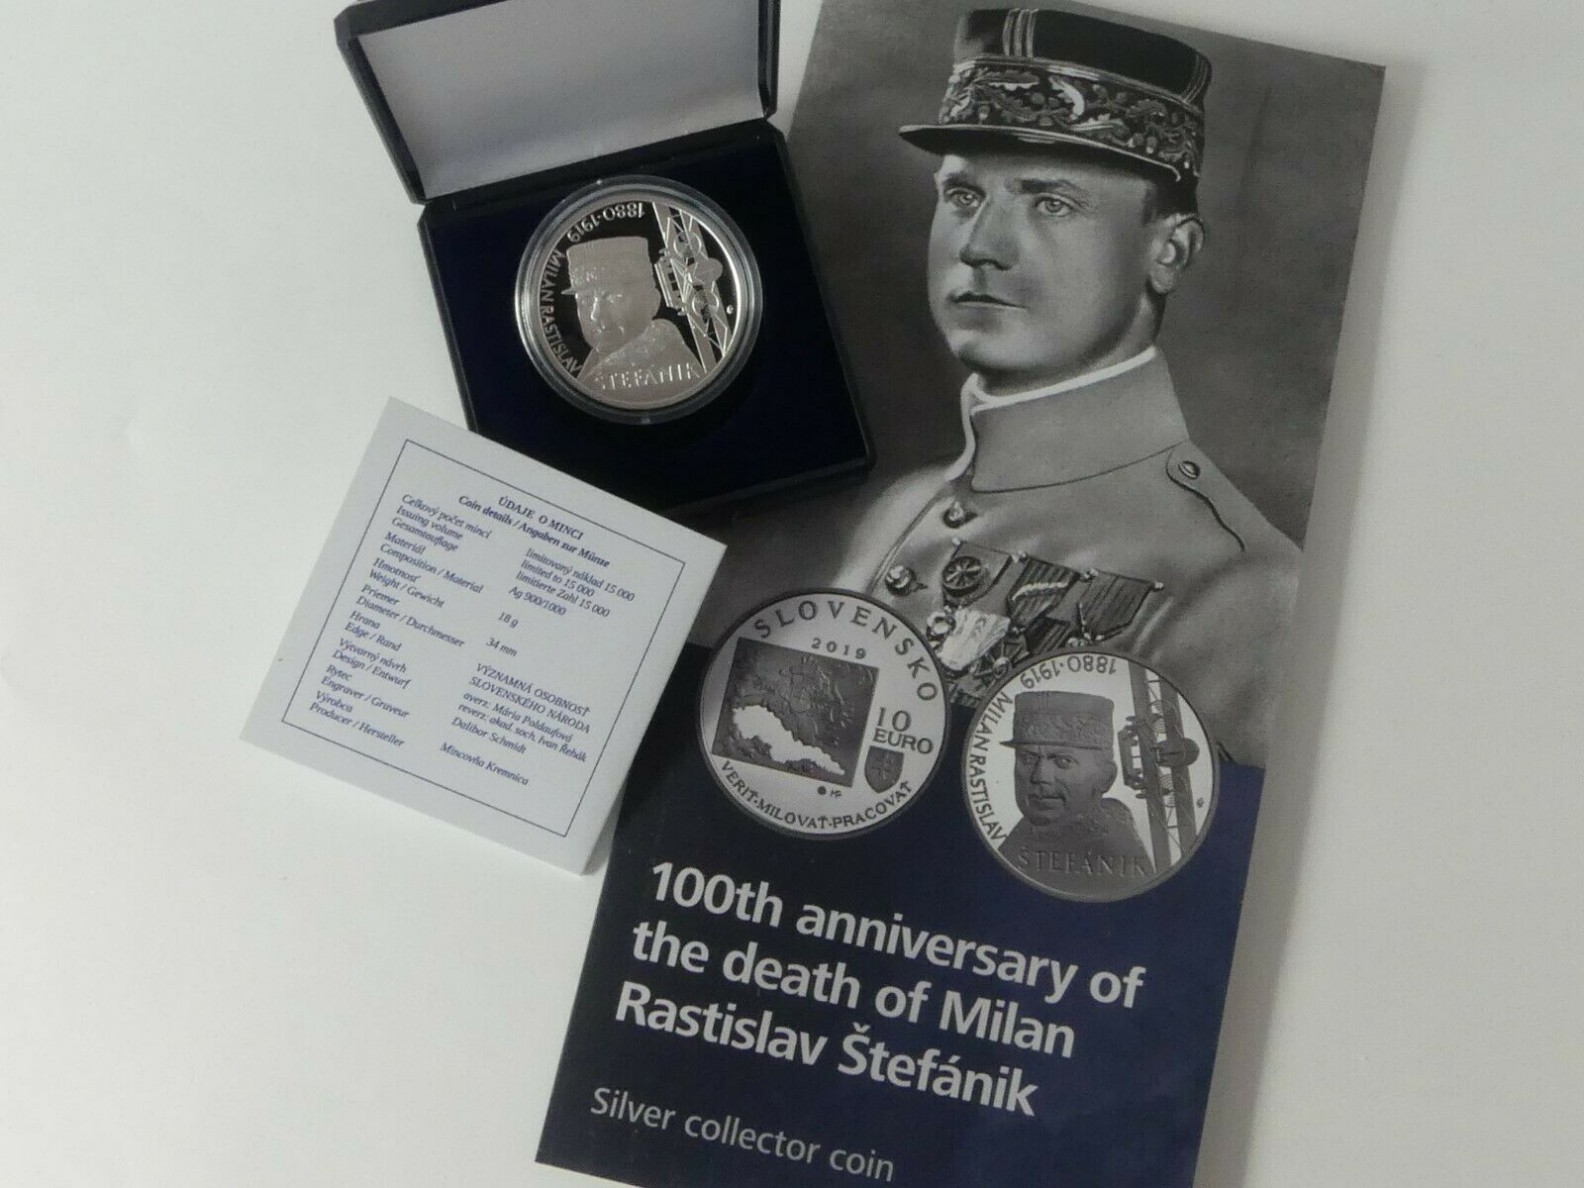 1880-1919
MILAN RASTISLAV
ŠTEFÁNIK
ÚDAJE O MINCI
Coin details / Angaben zur Münze
Celkový počet mincí
Issuing volume
Gesamtauflage
limitovaný náklad 15 000
limited to 15 000
limitierte Zahl 15 000
Materiál
Composition / Material
Ag 900/1000
Hmotnosť
Weight / Gewicht
18 g
Priemer
Diameter / Durchmesser
34 mm
Hrana
Edge / Rand
VÝZNAMNÁ OSOBNOSŤ
SLOVENSKÉHO NÁRODA
Výtvarný návrh
Design / Entwurf
averz: Mária Poldaufová
reverz: akad. soch. Ivan Řehák
Rytec
Engraver / Graveur
Dalibor Schmidt
Výrobca
Producer / Hersteller
Mincovňa Kremnica
SLOVENSKO
2019
10
EURO
VERIŤ·MILOVAŤ·PRACOVAŤ
1880-1919
MILAN RASTISLAV
ŠTEFÁNIK
100th anniversary of
the death of Milan
Rastislav Štefánik
Silver collector coin